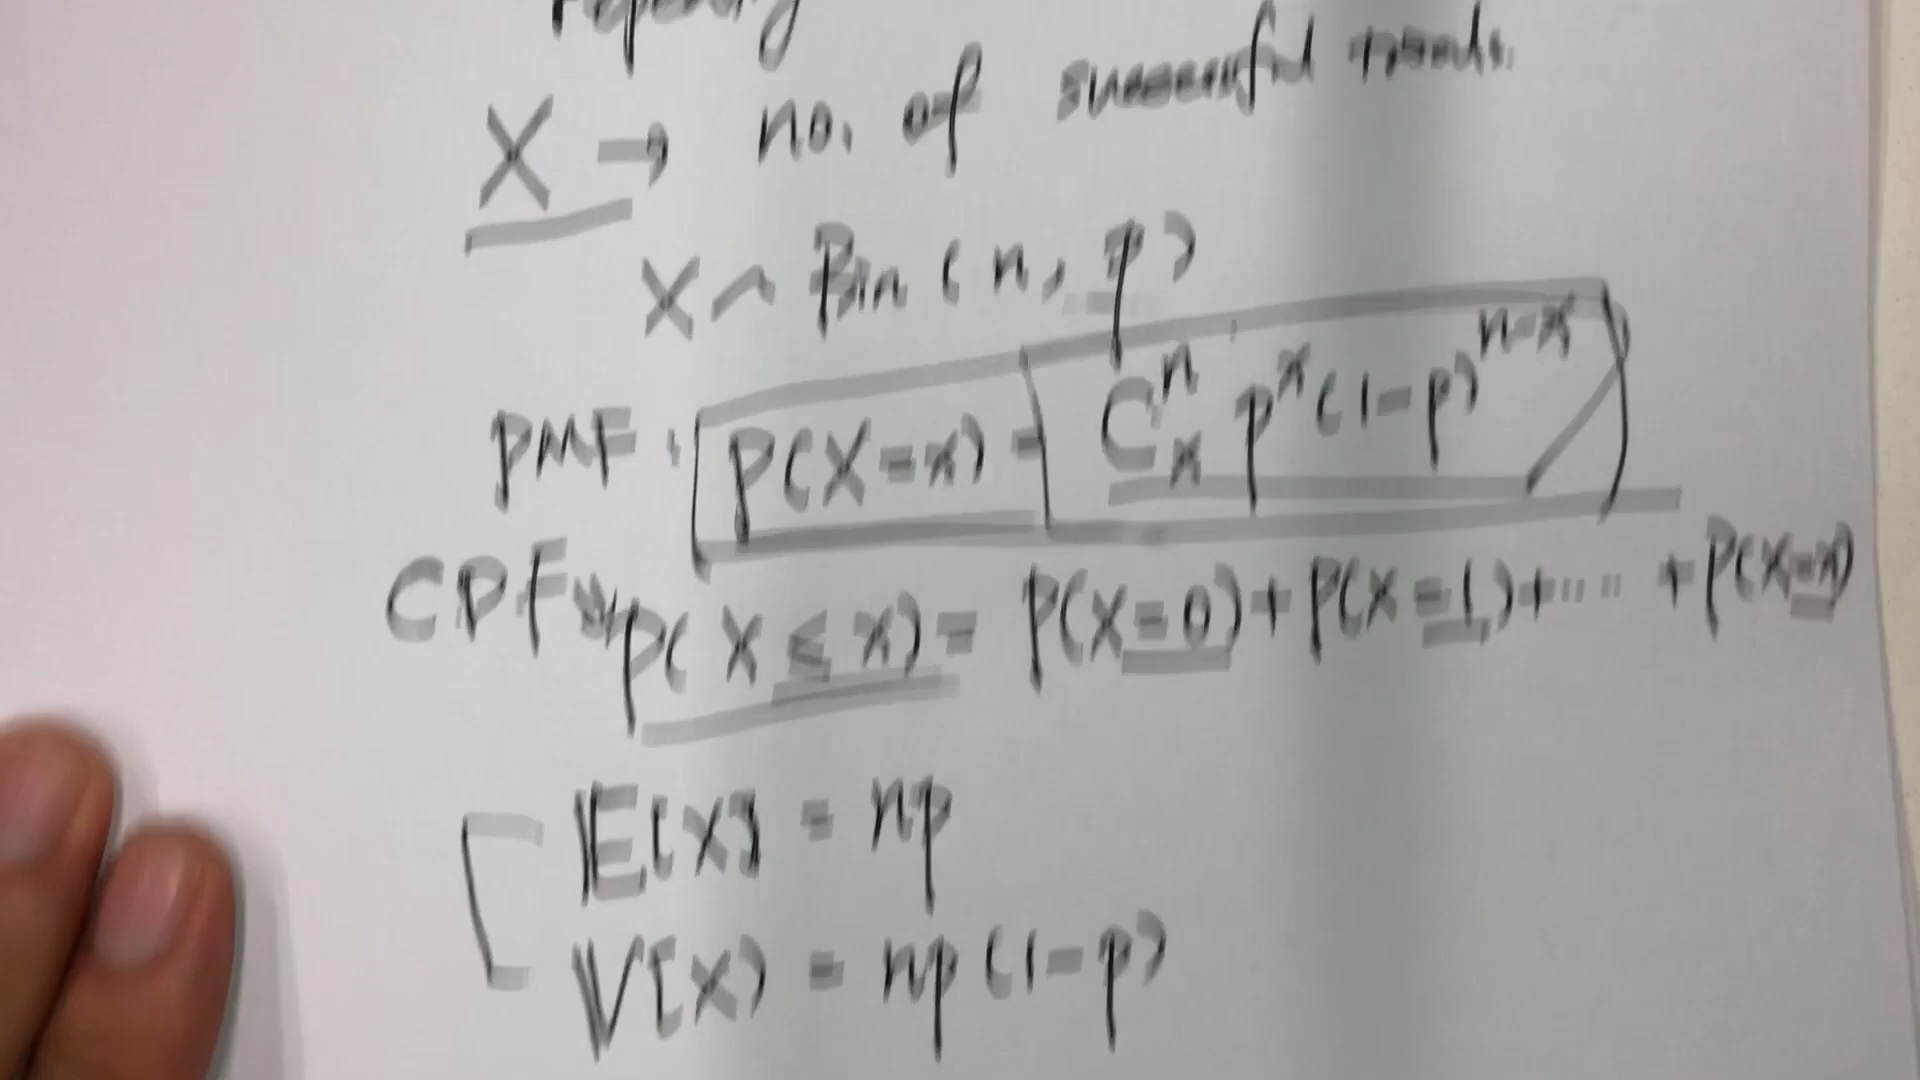 X → no. of successful trials.
X ~ Bin (n, p)
PMF : P(X=x) = C^n_x p^x (1-p)^{n-x}
CDF P(X ≤ x) = P(X=0) + P(X=1) + ..... + P(X=x)
E[X] = np
V[X] = np (1-p)